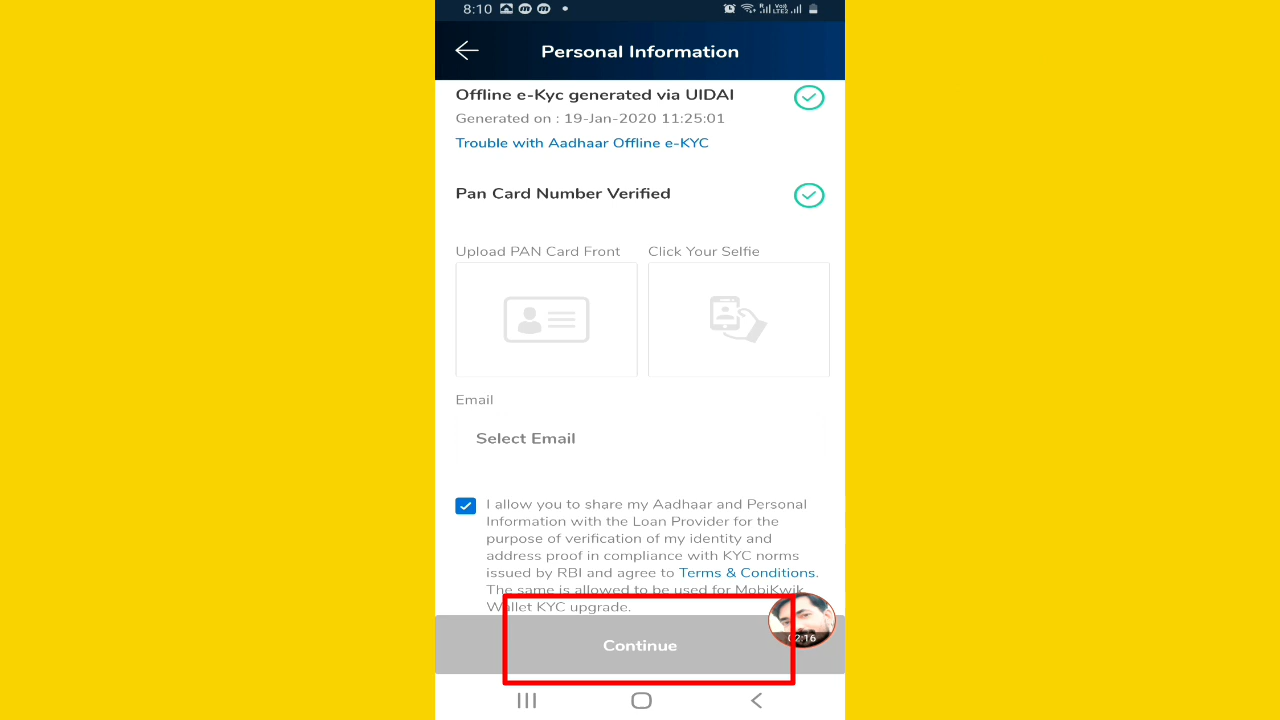 8:10
Personal Information
Offline e-Kyc generated via UIDAI
Generated on : 19-Jan-2020 11:25:01
Trouble with Aadhaar Offline e-KYC
Pan Card Number Verified
Upload PAN Card Front
Click Your Selfie
Email
Select Email
I allow you to share my Aadhaar and Personal
Information with the Loan Provider for the
purpose of verification of my identity and
address proof in compliance with KYC norms
issued by RBI and agree to Terms & Conditions.
The same is allowed to be used for MobiKwik
Wallet KYC upgrade.
02:16
Continue